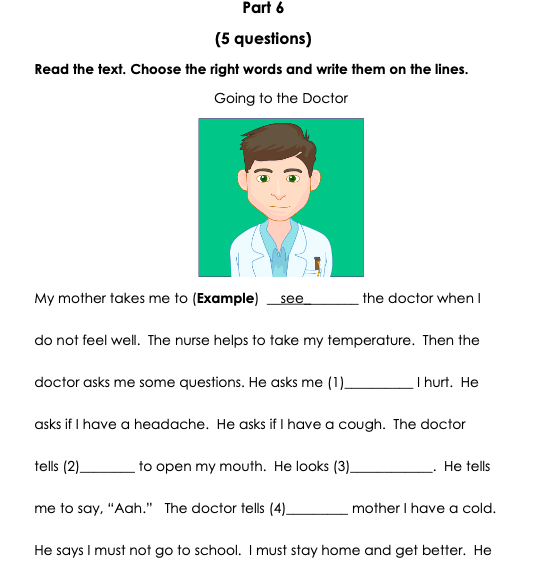 Part 6
(5 questions)
Read the text. Choose the right words and write them on the lines.
Going to the Doctor
My mother takes me to (Example) __see_______ the doctor when I
do not feel well. The nurse helps to take my temperature. Then the
doctor asks me some questions. He asks me (1)__________ I hurt. He
asks if I have a headache. He asks if I have a cough. The doctor
tells (2)________ to open my mouth. He looks (3)____________. He tells
me to say, “Aah.” The doctor tells (4)_________ mother I have a cold.
He says I must not go to school. I must stay home and get better. He